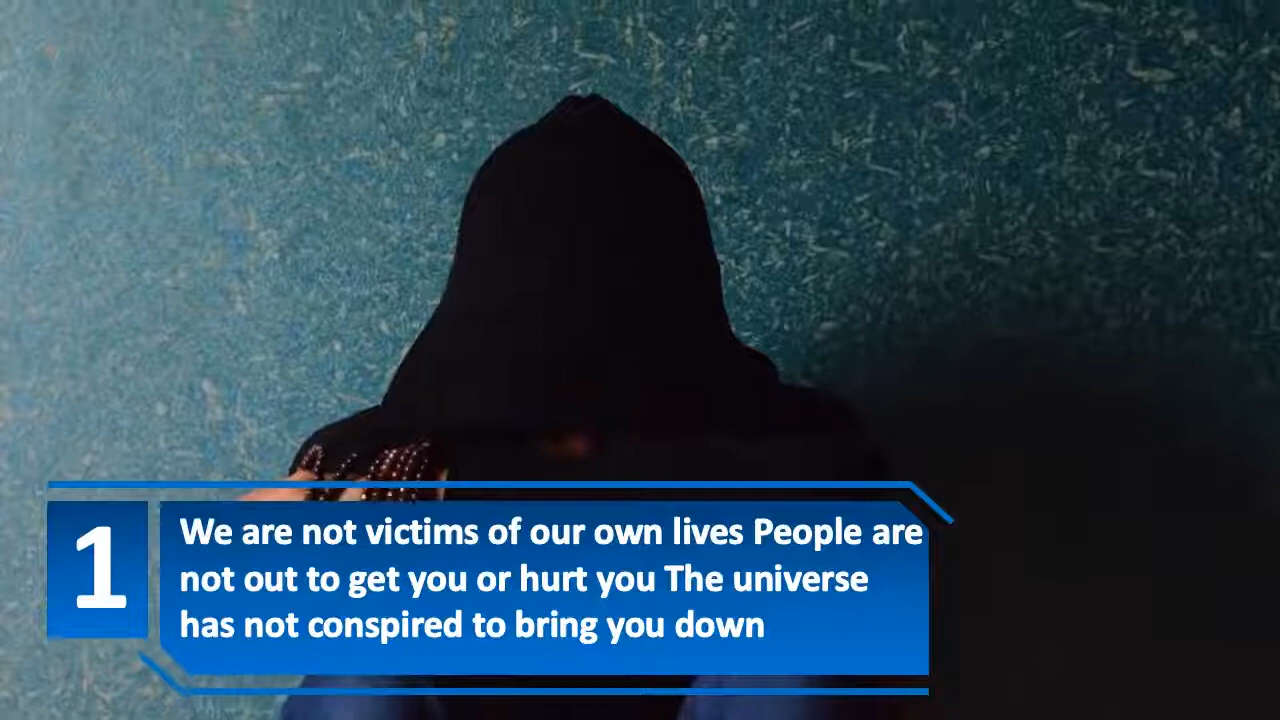 1
We are not victims of our own lives People are
not out to get you or hurt you The universe
has not conspired to bring you down